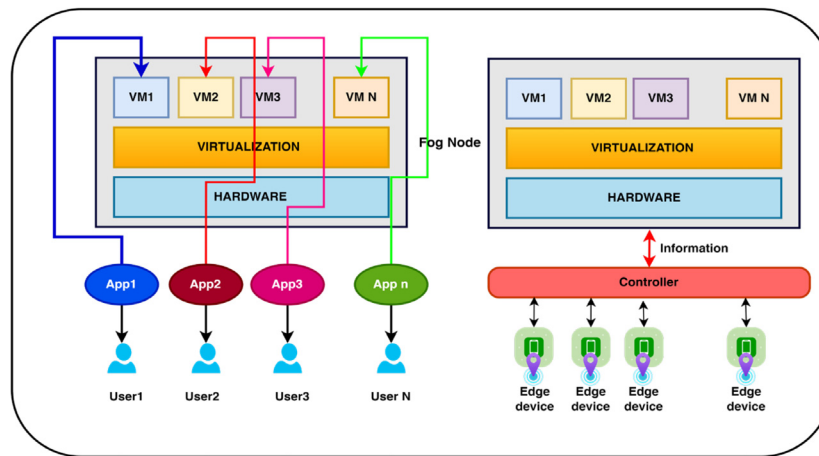 VM1
VM2
VM3
VM N
VIRTUALIZATION
HARDWARE
Fog Node
VM1
VM2
VM3
VM N
VIRTUALIZATION
HARDWARE
Information
Controller
App1
App2
App3
App n
User1
User2
User3
User N
Edge
device
Edge
device
Edge
device
Edge
device